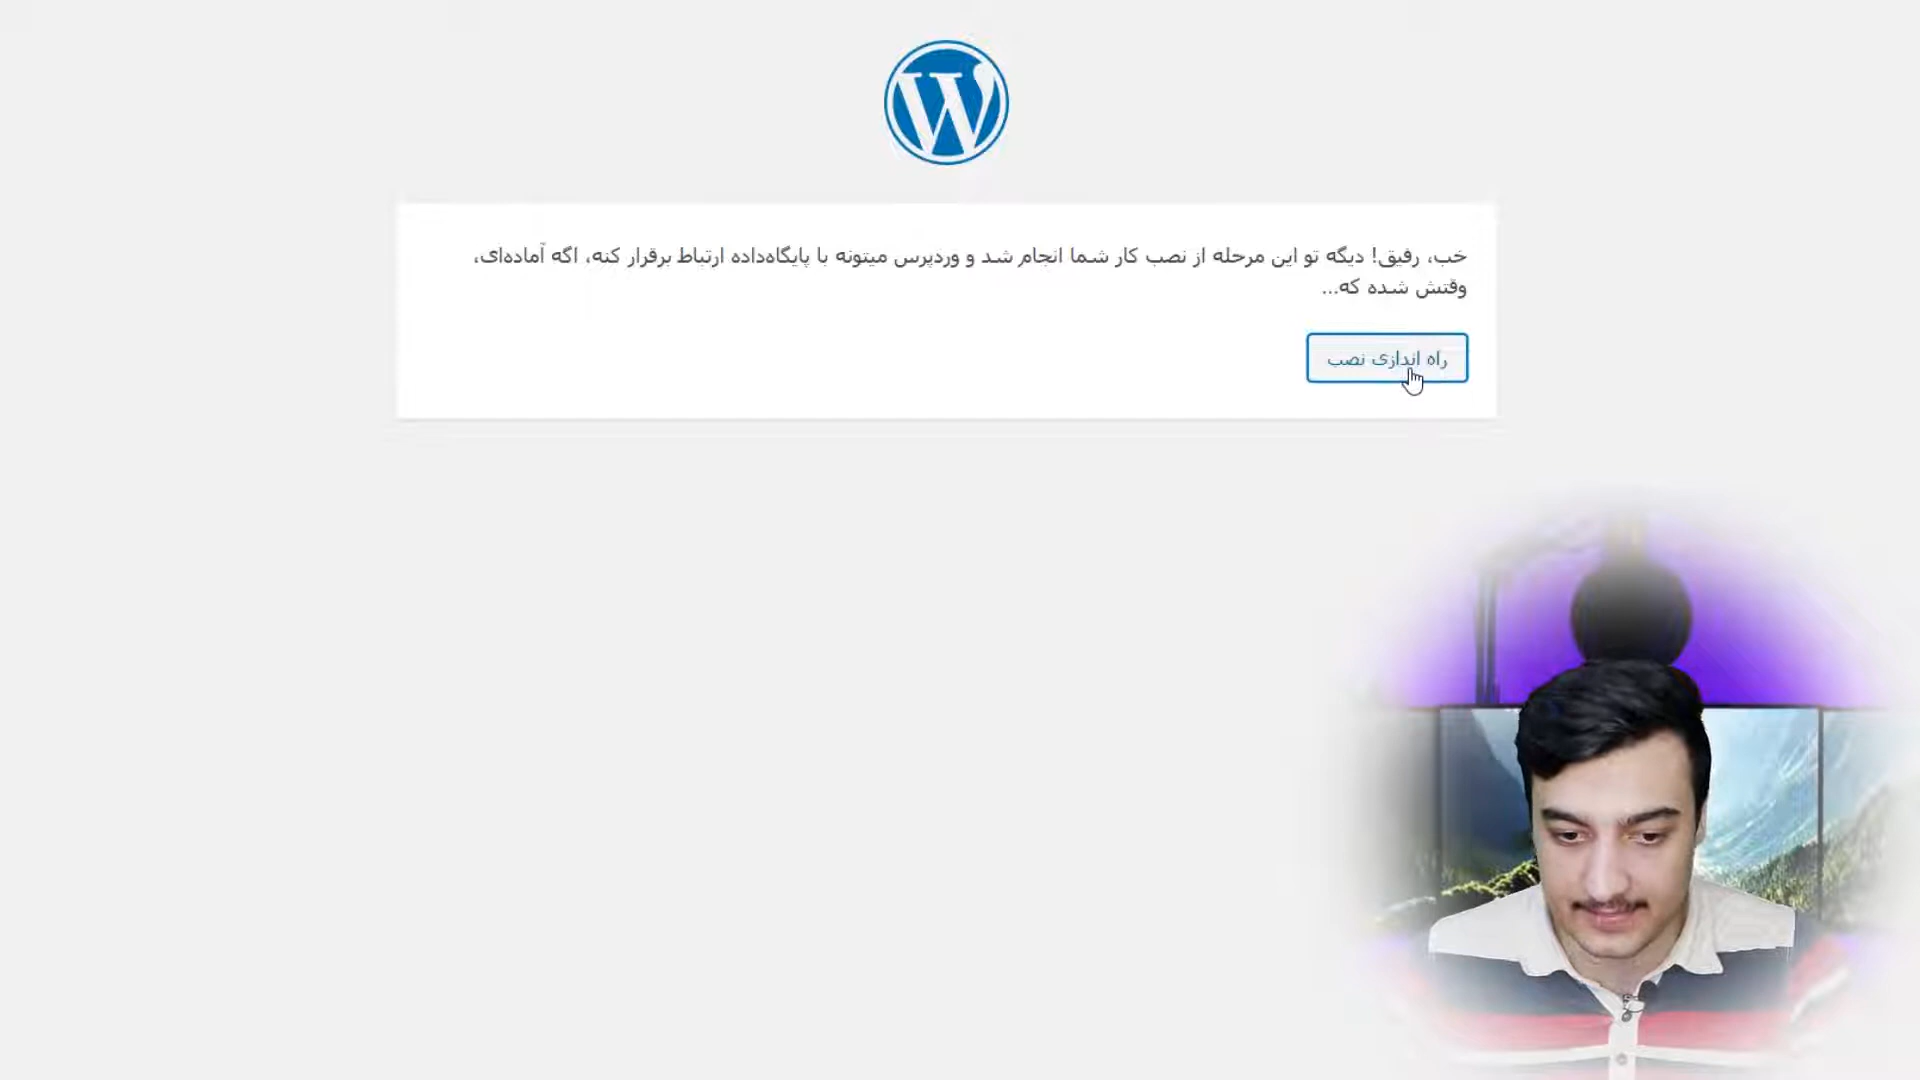 خب، رفیق! دیگه تو این مرحله از نصب کار شما انجام شد و وردپرس میتونه با پایگاه‌داده ارتباط برقرار کنه، اگه آماده‌ای،
وقتش شده که…
راه اندازی نصب